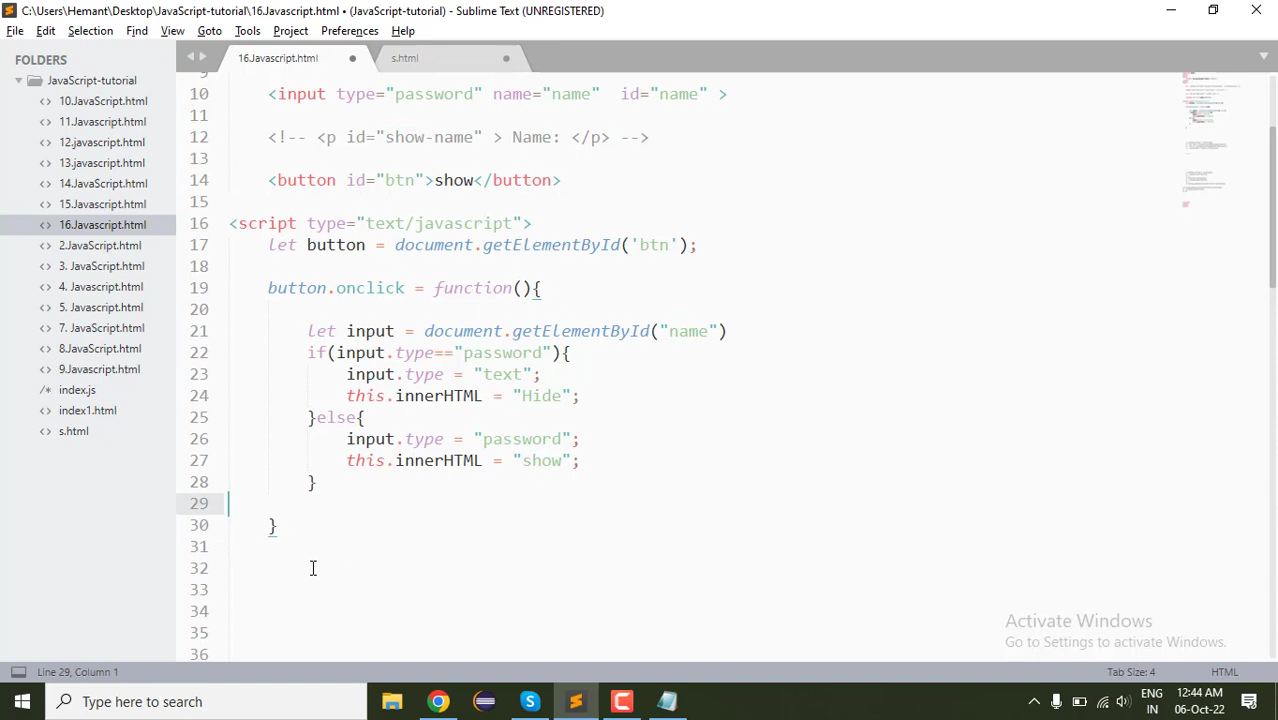 C:\Users\Hemant\Desktop\JavaScript-tutorial\16.Javascript.html • (JavaScript-tutorial) - Sublime Text (UNREGISTERED)
File Edit Selection Find View Goto Tools Project Preferences Help
FOLDERS
JavaScript-tutorial
10.JavaScript.html
11.JavaScript.html
12.javascript.html
13.javascript.html
14.JavaScript.html
15.JavaScript.html
16.Javascript.html
2.JavaScript.html
3. JavaScript.html
4. Javascript.html
5. Javascript.html
7. JavaScript.html
8.JavaScript.html
9.Javascript.html
index.js
index1.html
s.html
16.Javascript.html s.html
9
10 <input type="password" name="name"  id="name" >
11
12 <!-- <p id="show-name" > Name: </p> -->
13
14 <button id="btn">show</button>
15
16 <script type="text/javascript">
17 let button = document.getElementById('btn');
18
19 button.onclick = function(){
20
21 let input = document.getElementById("name")
22 if(input.type=="password"){
23 input.type = "text";
24 this.innerHTML = "Hide";
25 }else{
26 input.type = "password";
27 this.innerHTML = "show";
28 }
29
30 }
31
32
33
34
35
36
Activate Windows
Go to Settings to activate Windows.
Line 29, Column 1 Tab Size: 4 HTML
Type here to search
ENG
IN
12:44 AM
06-Oct-22